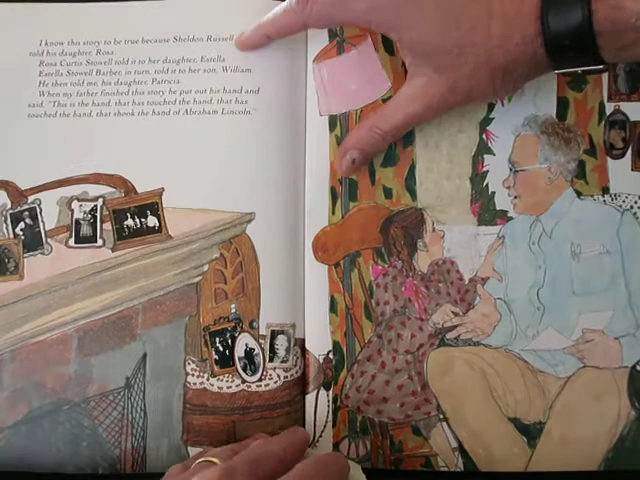 I know this story to be true because Sheldon Russell
told his daughter, Rosa.
Rosa Curtis Stowell told it to her daughter, Estella
Estella Stowell Barber, in turn, told it to her son, William.
He then told me, his daughter, Patricia.
When my father finished this story he put out his hand and
said, "This is the hand, that has touched the hand, that has
touched the hand, that shook the hand of Abraham Lincoln."